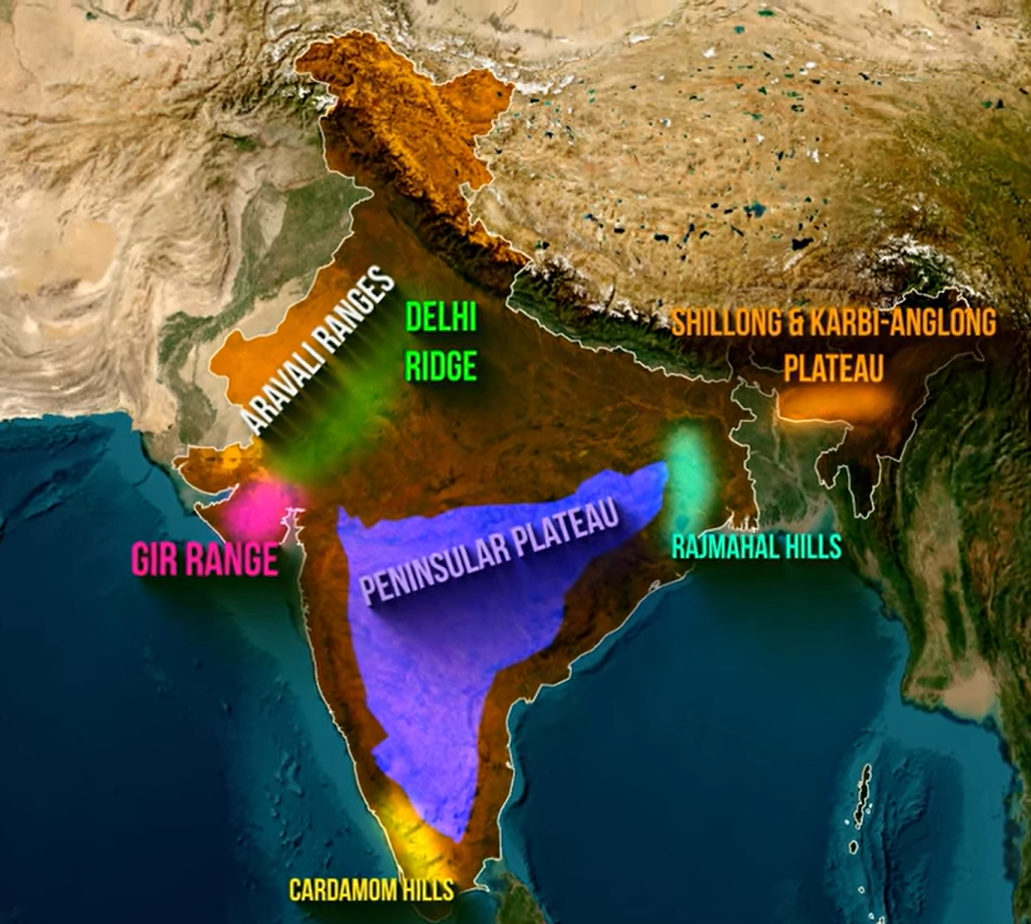 ARAVALI RANGES
DELHI
RIDGE
SHILLONG & KARBI-ANGLONG
PLATEAU
PENINSULAR PLATEAU
GIR RANGE
RAJMAHAL HILLS
CARDAMOM HILLS